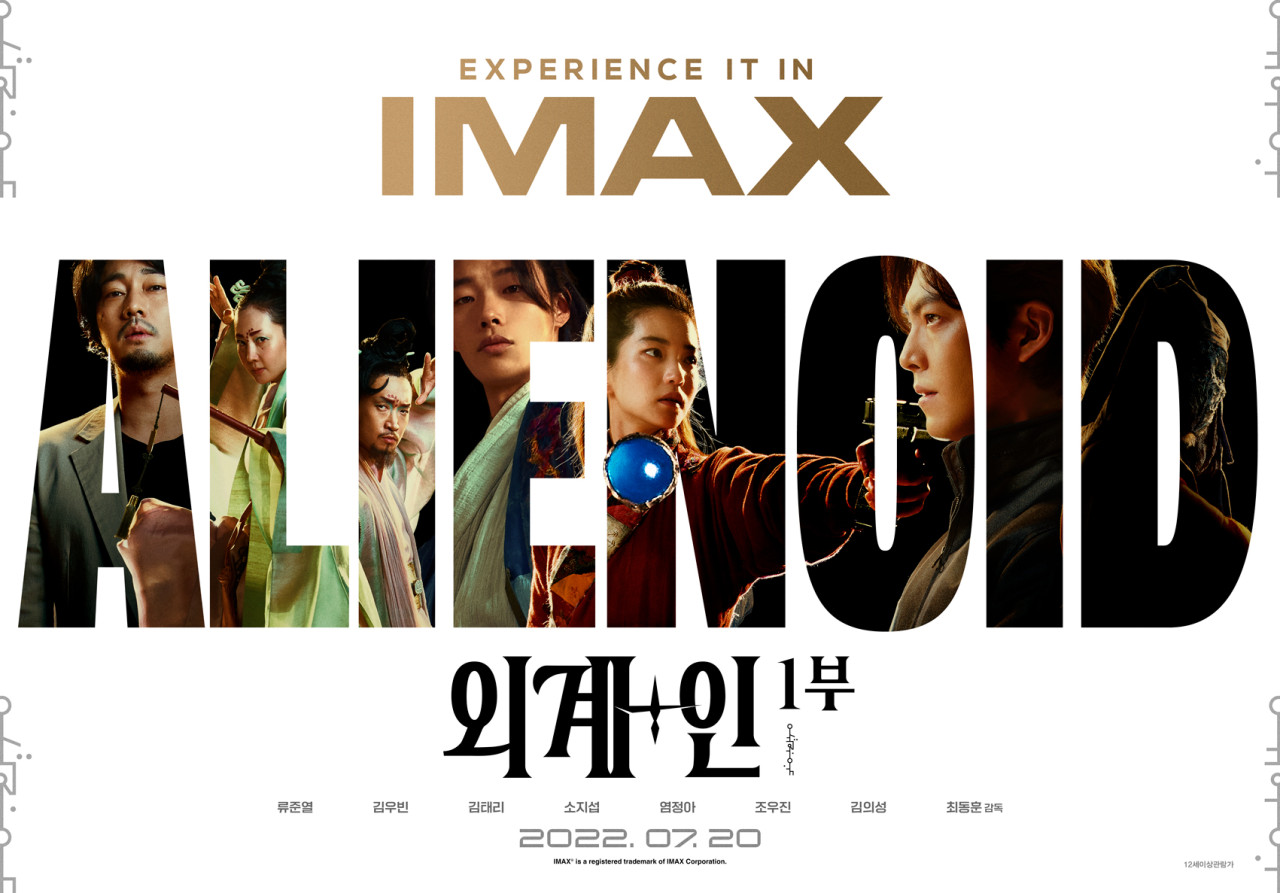 EXPERIENCE IT IN
IMAX
ALIENOID
외계+인 1부
류준열 김우빈 김태리 소지섭 염정아 조우진 김의성 최동훈 감독
2022. 07. 20
IMAX® is a registered trademark of IMAX Corporation.
12세이상관람가